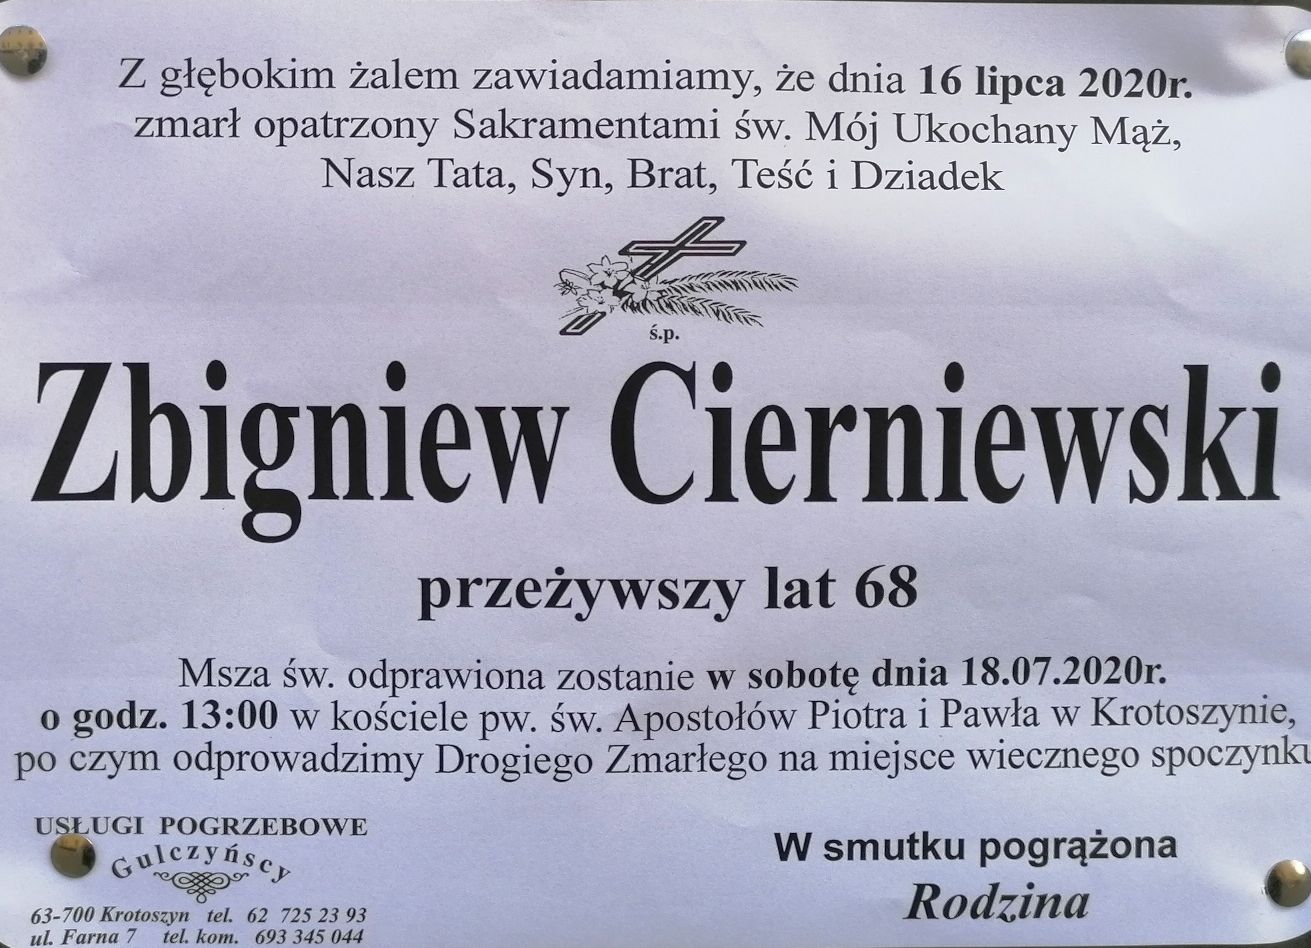 Z głębokim żalem zawiadamiamy, że dnia 16 lipca 2020r.
zmarł opatrzony Sakramentami św. Mój Ukochany Mąż,
Nasz Tata, Syn, Brat, Teść i Dziadek
ś.p.
Zbigniew Cierniewski
przeżywszy lat 68
Msza św. odprawiona zostanie w sobotę dnia 18.07.2020r.
o godz. 13:00 w kościele pw. św. Apostołów Piotra i Pawła w Krotoszynie,
po czym odprowadzimy Drogiego Zmarłego na miejsce wiecznego spoczynku
USŁUGI POGRZEBOWE
Gulczyńscy
63-700 Krotoszyn tel. 62 725 23 93
ul. Farna 7 tel. kom. 693 345 044
W smutku pogrążona
Rodzina